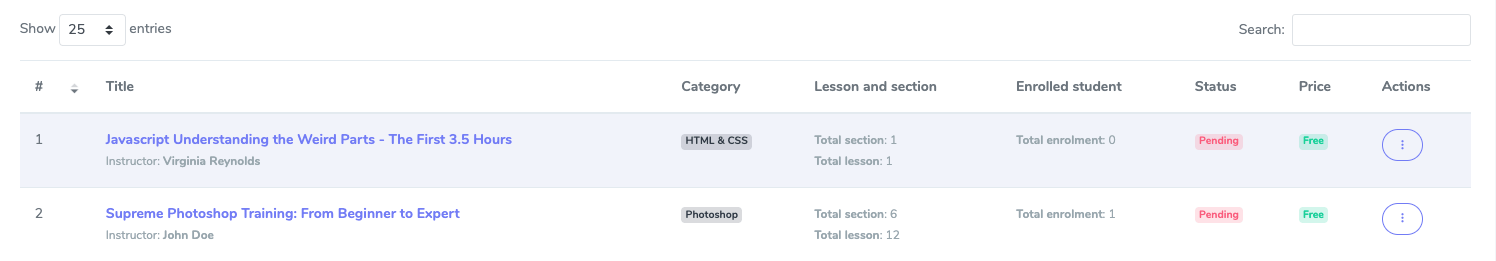 Show 25 entries Search:
# Title Category Lesson and section Enrolled student Status Price Actions
1 Javascript Understanding the Weird Parts - The First 3.5 Hours HTML & CSS Total section: 1 Total enrolment: 0 Pending Free
Instructor: Virginia Reynolds Total lesson: 1
2 Supreme Photoshop Training: From Beginner to Expert Photoshop Total section: 6 Total enrolment: 1 Pending Free
Instructor: John Doe Total lesson: 12